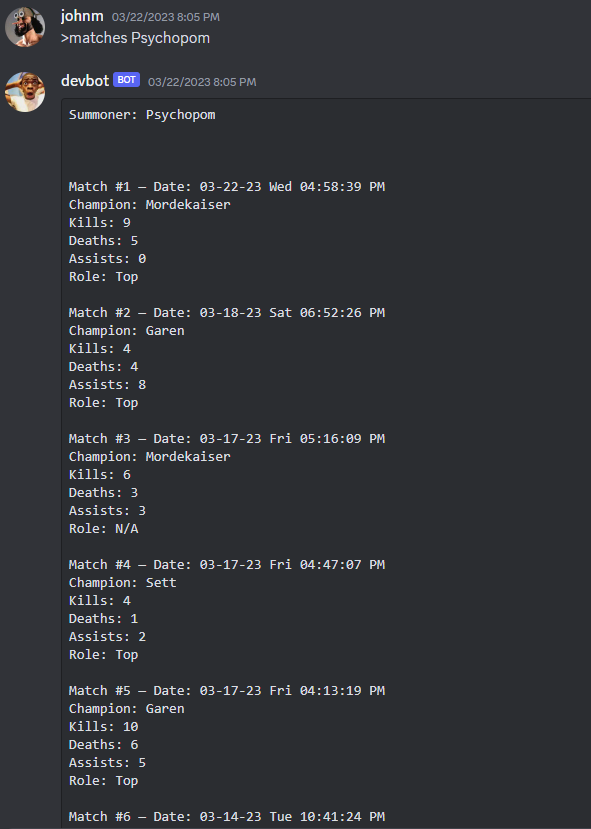 johnm 03/22/2023 8:05 PM
>matches Psychopom
devbot BOT 03/22/2023 8:05 PM
Summoner: Psychopom
Match #1 – Date: 03-22-23 Wed 04:58:39 PM
Champion: Mordekaiser
Kills: 9
Deaths: 5
Assists: 0
Role: Top
Match #2 – Date: 03-18-23 Sat 06:52:26 PM
Champion: Garen
Kills: 4
Deaths: 4
Assists: 8
Role: Top
Match #3 – Date: 03-17-23 Fri 05:16:09 PM
Champion: Mordekaiser
Kills: 6
Deaths: 3
Assists: 3
Role: N/A
Match #4 – Date: 03-17-23 Fri 04:47:07 PM
Champion: Sett
Kills: 4
Deaths: 1
Assists: 2
Role: Top
Match #5 – Date: 03-17-23 Fri 04:13:19 PM
Champion: Garen
Kills: 10
Deaths: 6
Assists: 5
Role: Top
Match #6 – Date: 03-14-23 Tue 10:41:24 PM